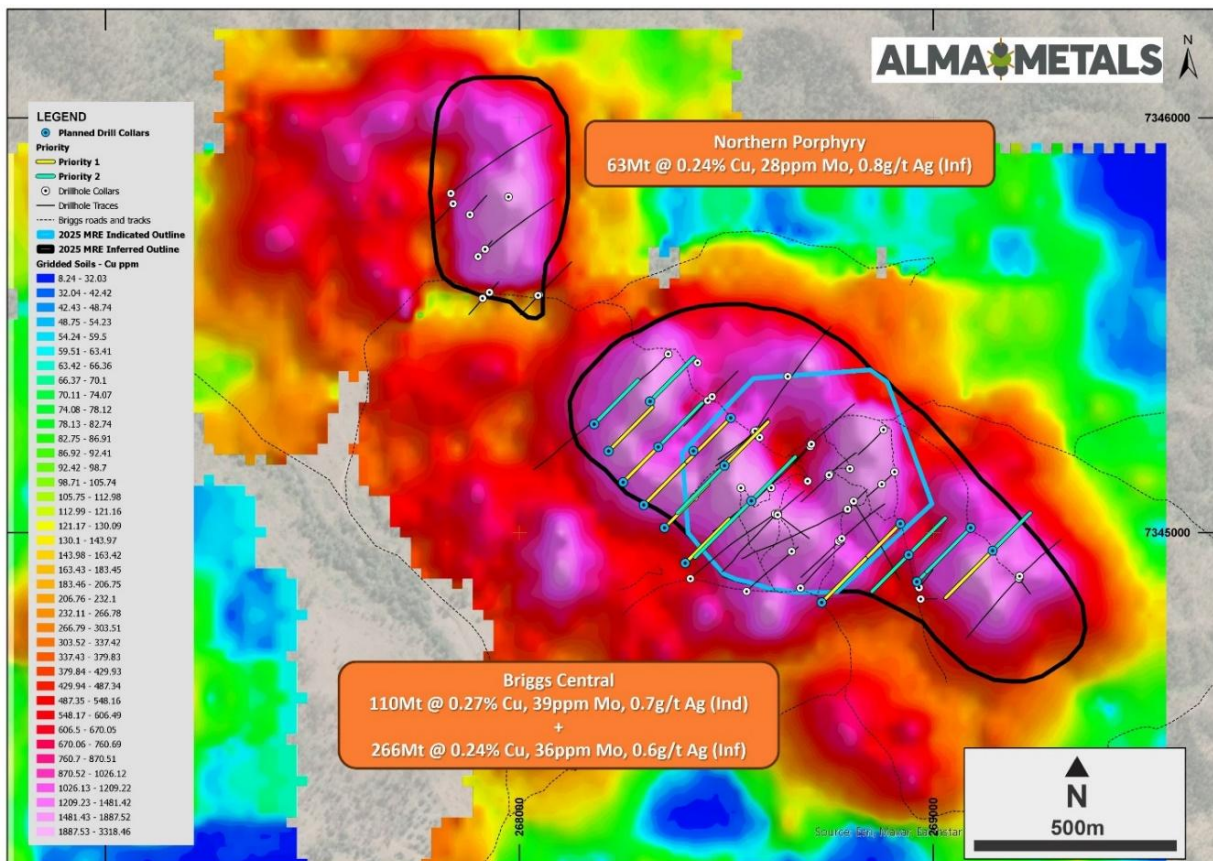 ALMA METALS
N
LEGEND
Planned Drill Collars
Priority
Priority 1
Priority 2
Drillhole Collars
Drillhole Traces
Briggs roads and tracks
2025 MRE Indicated Outline
2025 MRE Inferred Outline
Gridded Soils - Cu ppm
8.24 - 32.03
32.04 - 42.42
42.43 - 48.74
48.75 - 54.23
54.24 - 59.5
59.51 - 63.41
63.42 - 66.36
66.37 - 70.1
70.11 - 74.07
74.08 - 78.12
78.13 - 82.74
82.75 - 86.91
86.92 - 92.41
92.42 - 98.7
98.71 - 105.74
105.75 - 112.98
112.99 - 121.16
121.17 - 130.09
130.1 - 143.97
143.98 - 163.42
163.43 - 183.45
183.46 - 206.75
206.76 - 232.1
232.11 - 266.78
266.79 - 303.51
303.52 - 337.42
337.43 - 379.83
379.84 - 429.93
429.94 - 487.34
487.35 - 548.16
548.17 - 606.49
606.5 - 670.05
670.06 - 760.69
760.7 - 870.51
870.52 - 1026.12
1026.13 - 1209.22
1209.23 - 1481.42
1481.43 - 1887.52
1887.53 - 3318.46
Northern Porphyry
63Mt @ 0.24% Cu, 28ppm Mo, 0.8g/t Ag (Inf)
7346000
7345000
Briggs Central
110Mt @ 0.27% Cu, 39ppm Mo, 0.7g/t Ag (Ind)
+
266Mt @ 0.24% Cu, 36ppm Mo, 0.6g/t Ag (Inf)
268000
269000
Source: Esri, Maxar, Earthstar
N
500m